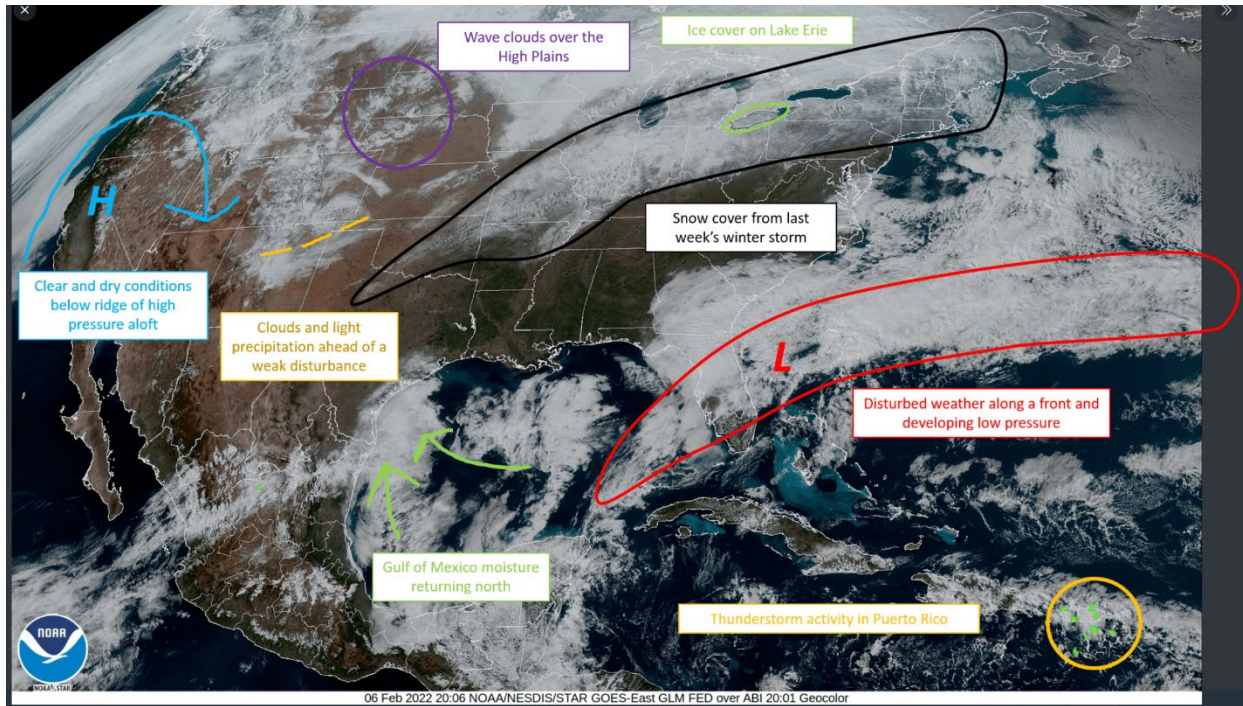 Wave clouds over the
High Plains
Ice cover on Lake Erie
H
Snow cover from last
week's winter storm
Clear and dry conditions
below ridge of high
pressure aloft
Clouds and light
precipitation ahead of a
weak disturbance
L
Disturbed weather along a front and
developing low pressure
Gulf of Mexico moisture
returning north
Thunderstorm activity in Puerto Rico
NOAA
NOAA STAR
06 Feb 2022 20:06 NOAA/NESDIS/STAR GOES-East GLM FED over ABI 20:01 Geocolor